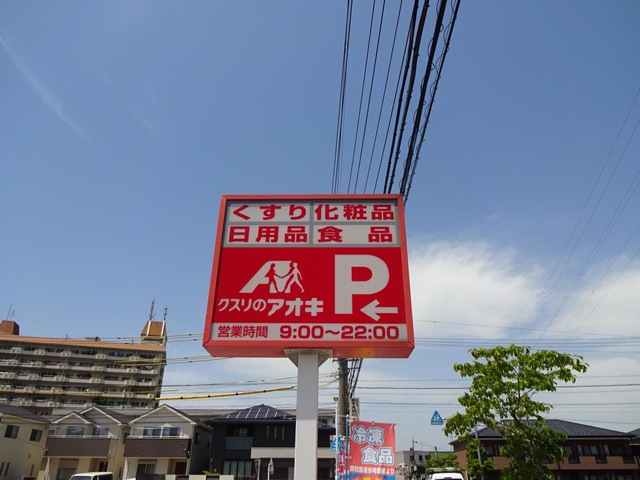 くすり 化粧品
日用品 食品
P
クスリのアオキ
営業時間 9:00〜22:00
冷凍
食品